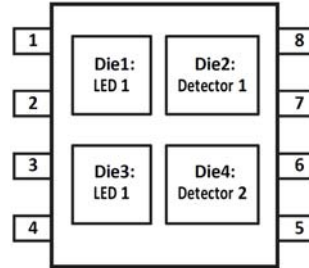 1
8
Die1:
LED 1
Die2:
Detector 1
2
7
3
6
Die3:
LED 1
Die4:
Detector 2
4
5